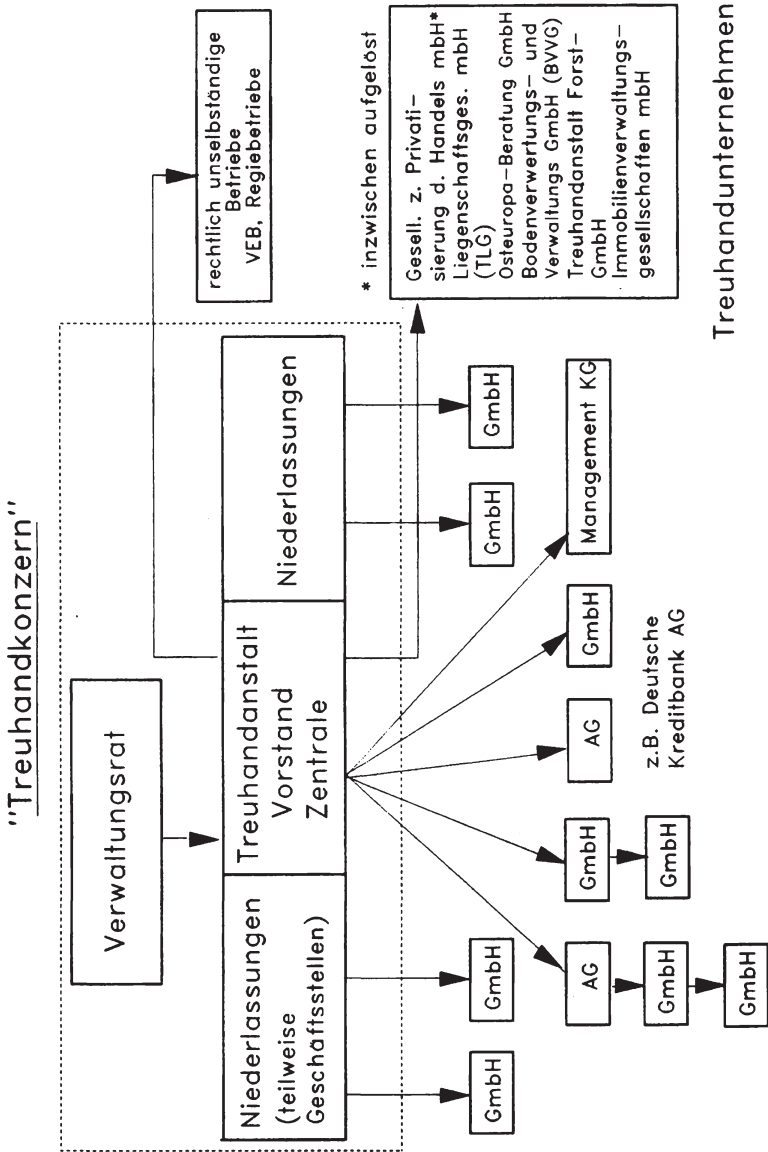 "Treuhandkonzern"
Verwaltungsrat
Niederlassungen
(teilweise
Geschäftsstellen)
Treuhandanstalt
Vorstand
Zentrale
Niederlassungen
rechtlich unselbständige
Betriebe
VEB, Regiebetriebe
* inzwischen aufgelöst
Gesell. z. Privati–
sierung d. Handels mbH*
Liegenschaftsges. mbH
(TLG)
Osteuropa–Beratung GmbH
Bodenverwertungs– und
Verwaltungs GmbH (BVVG)
Treuhandanstalt Forst–
GmbH
Immobilienverwaltungs–
gesellschaften mbH
GmbH
GmbH
GmbH
GmbH
AG
GmbH
GmbH
GmbH
GmbH
AG
z.B. Deutsche
Kreditbank AG
GmbH
Management KG
Treuhandunternehmen